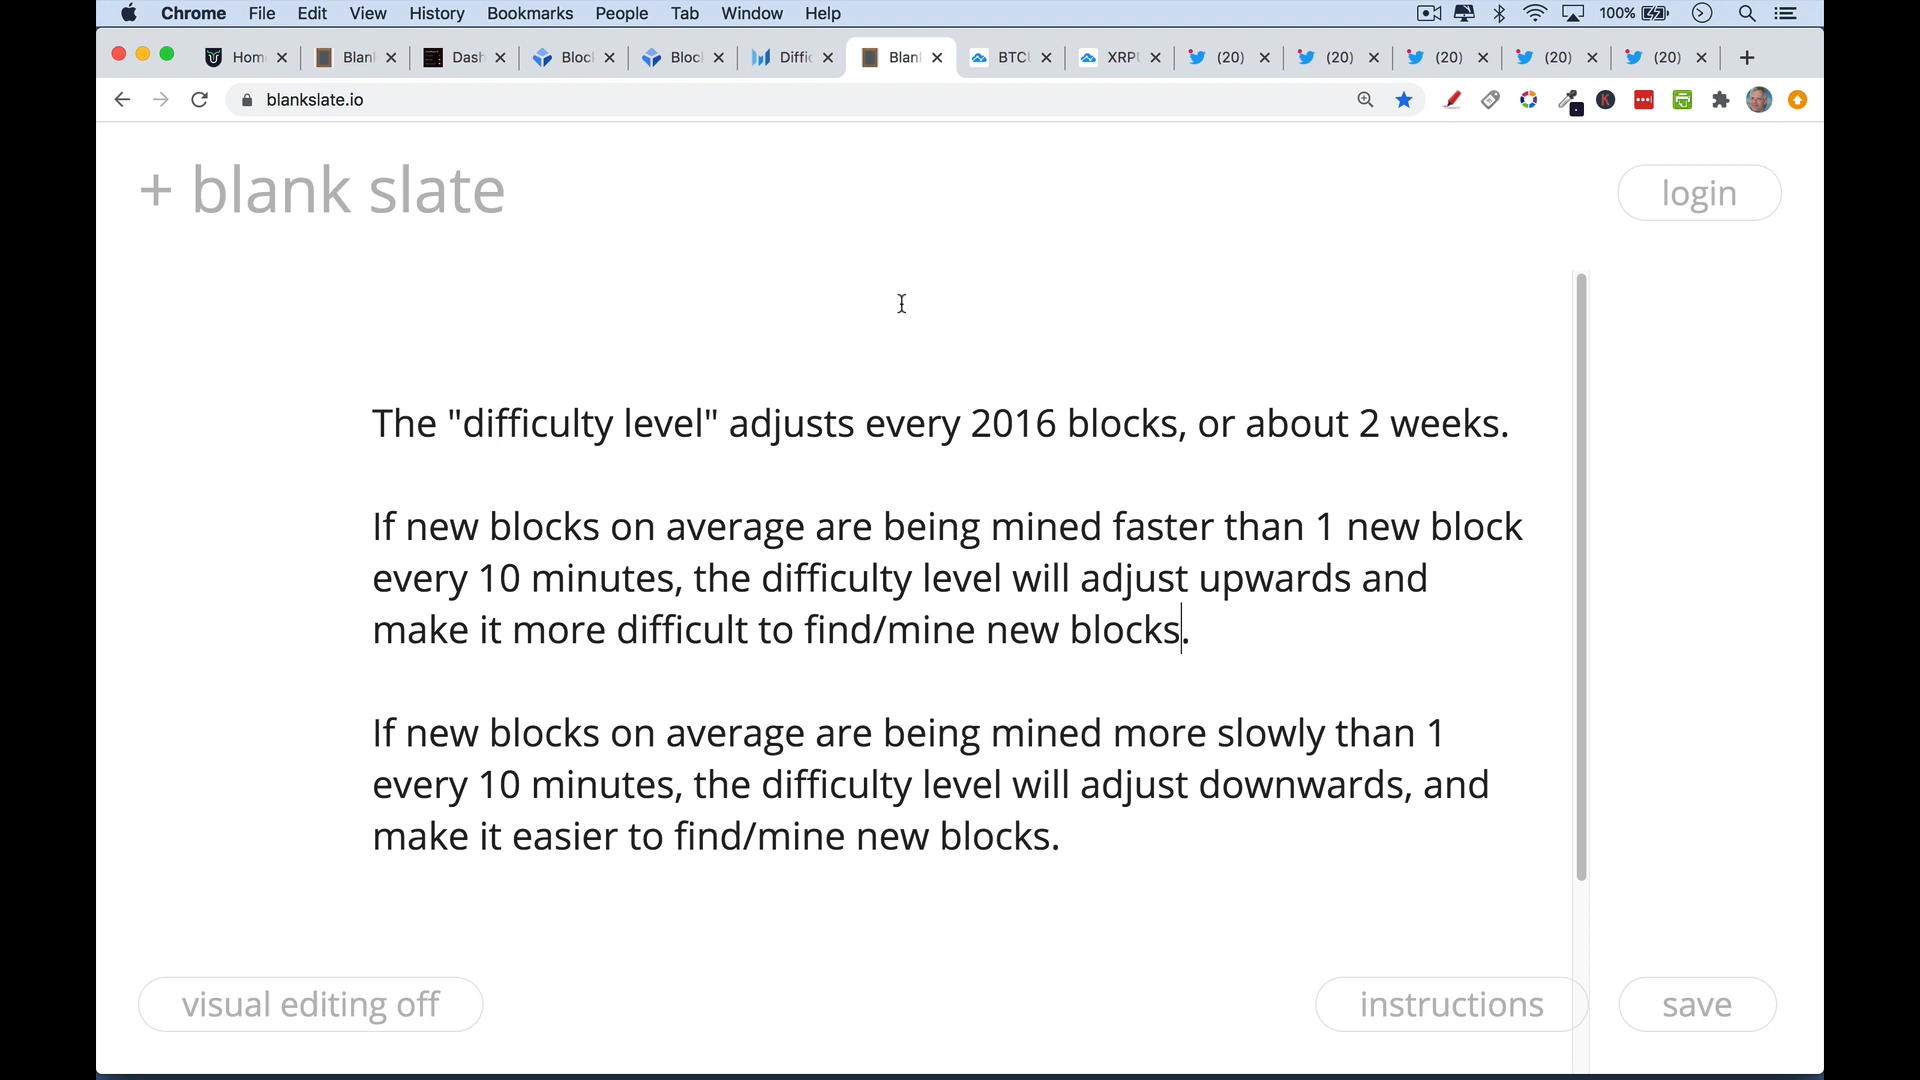 Chrome File Edit View History Bookmarks People Tab Window Help 100%
Hom Blan Dash Block Block Diffic Blan BTCU XRPU (20) (20) (20) (20) (20)
blankslate.io
+ blank slate
login
The "difficulty level" adjusts every 2016 blocks, or about 2 weeks.
If new blocks on average are being mined faster than 1 new block
every 10 minutes, the difficulty level will adjust upwards and
make it more difficult to find/mine new blocks.
If new blocks on average are being mined more slowly than 1
every 10 minutes, the difficulty level will adjust downwards, and
make it easier to find/mine new blocks.
visual editing off
instructions
save